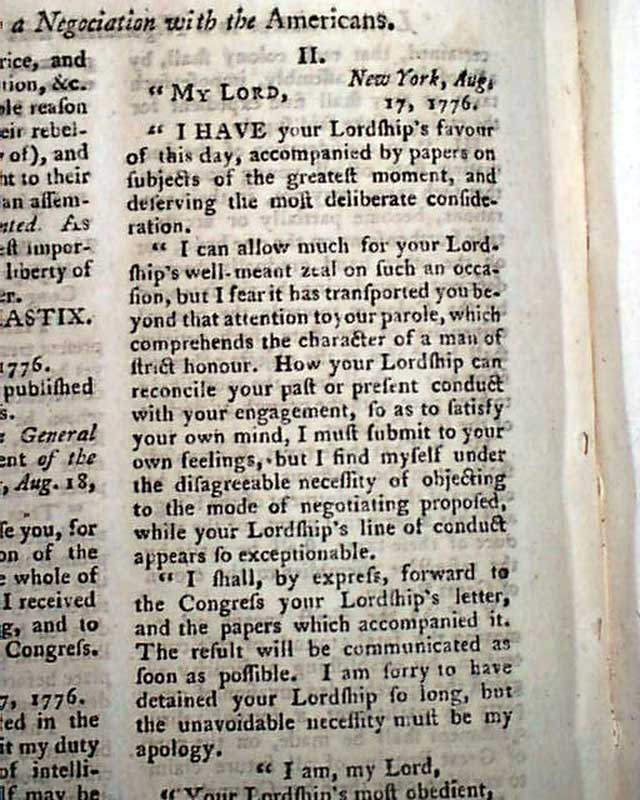 a Negociation with the Americans.
rice, and
tion, &c.
ble reason
eir rebel-
of), and
ht to their
an assem-
nted. As
est impor-
liberty of
er.
ASTIX.
1776.
published
s.
General
ent of the
, Aug. 18,
se you, for
on of the
e whole of
I received
g, and to
Congress.
7, 1776.
ed in the
it my duty
of intelli-
lf may be
II.
New York, Aug.
“ MY LORD,
17, 1776.
“ I HAVE your Lordſhip's favour
of this day, accompanied by papers on
ſubjects of the greateſt moment, and
deſerving the moſt deliberate conſide-
ration.
“ I can allow much for your Lord-
ſhip's well-meant zeal on ſuch an occa-
ſion, but I fear it has tranſported you be-
yond that attention to your parole, which
comprehends the character of a man of
ſtrict honour. How your Lordſhip can
reconcile your paſt or preſent conduct
with your engagement, ſo as to ſatisfy
your own mind, I muſt ſubmit to your
own feelings, but I find myſelf under
the diſagreeable neceſſity of objecting
to the mode of negotiating propoſed,
while your Lordſhip's line of conduct
appears ſo exceptionable.
“ I ſhall, by expreſs, forward to
the Congreſs your Lordſhip's letter,
and the papers which accompanied it.
The reſult will be communicated as
ſoon as poſſible. I am ſorry to have
detained your Lordſhip ſo long, but
the unavoidable neceſſity muſt be my
apology.
“ I am, my Lord,
“ Your Lordſhip's moſt obedient,